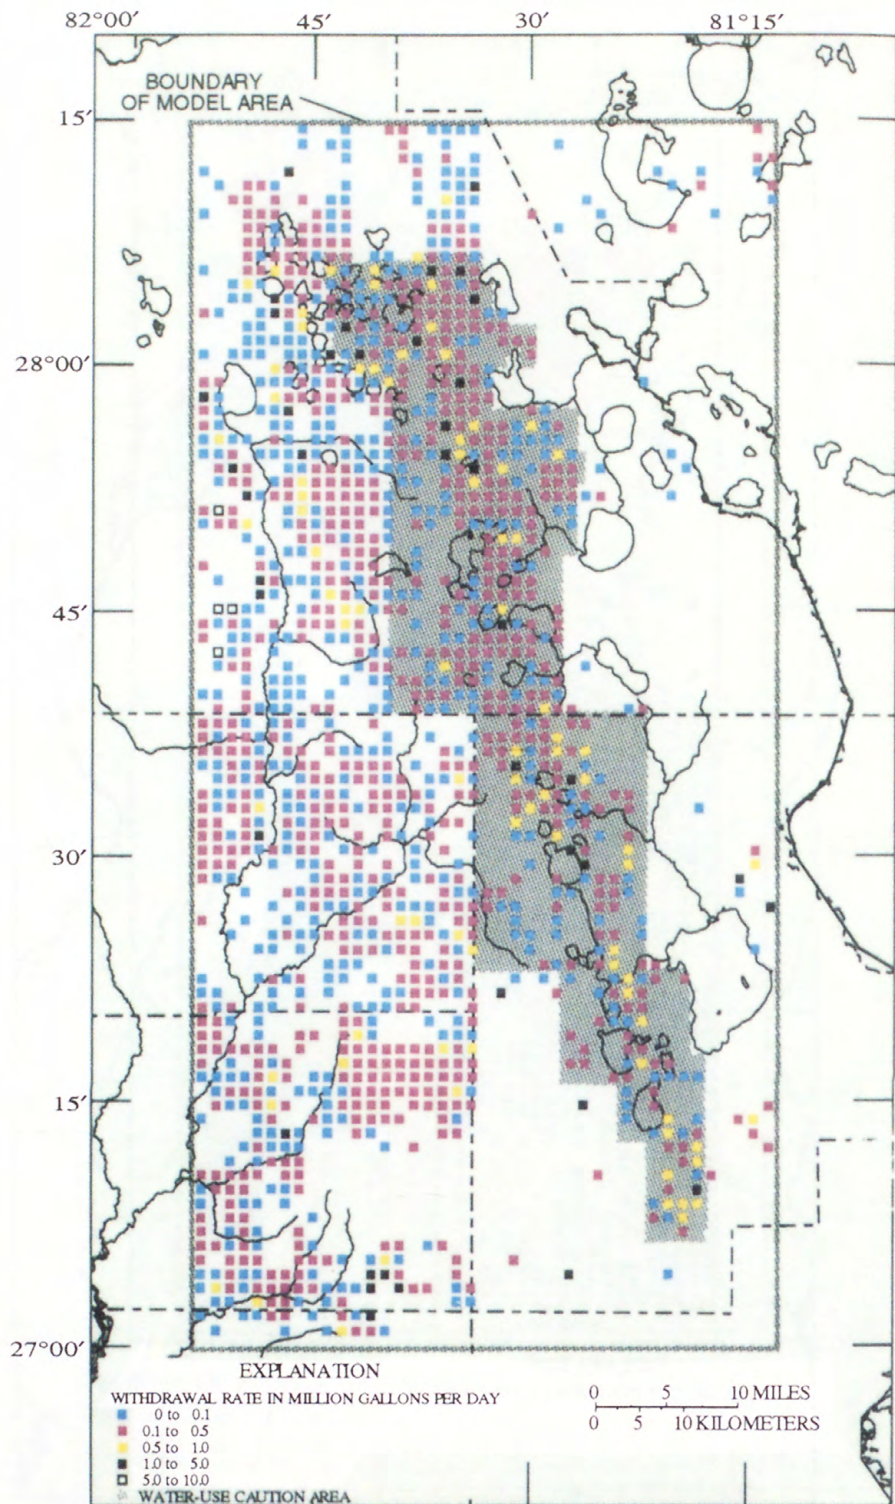 82°00′ 45′ 30′ 81°15′
BOUNDARY
OF MODEL AREA
15′
28°00′
45′
30′
15′
27°00′
EXPLANATION
WITHDRAWAL RATE IN MILLION GALLONS PER DAY
0 to 0.1
0.1 to 0.5
0.5 to 1.0
1.0 to 5.0
5.0 to 10.0
WATER-USE CAUTION AREA
0 5 10 MILES
0 5 10 KILOMETERS